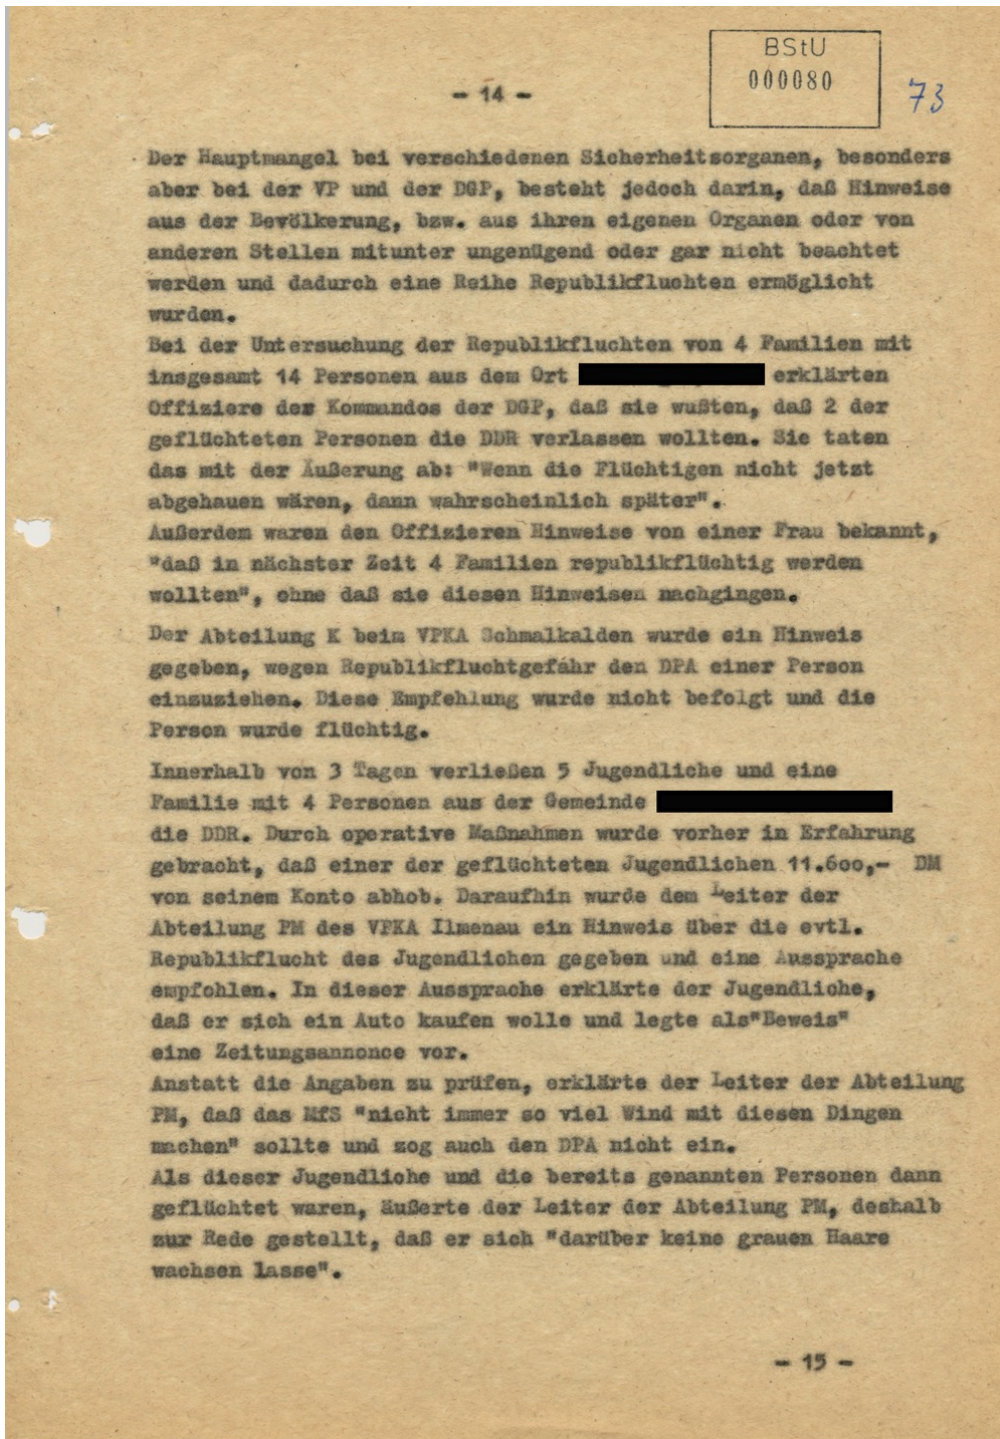 BStU
000080
73
- 14 -
Der Hauptmangel bei verschiedenen Sicherheitsorganen, besonders
aber bei der VP und der DGP, besteht jedoch darin, daß Hinweise
aus der Bevölkerung, bzw. aus ihren eigenen Organen oder von
anderen Stellen mitunter ungenügend oder gar nicht beachtet
werden und dadurch eine Reihe Republikfluchten ermöglicht
wurden.
Bei der Untersuchung der Republikfluchten von 4 Familien mit
insgesamt 14 Personen aus dem Ort erklärten
Offiziere des Kommandos der DGP, daß sie wußten, daß 2 der
geflüchteten Personen die DDR verlassen wollten. Sie taten
das mit der Äußerung ab: "Wenn die Flüchtigen nicht jetzt
abgehauen wären, dann wahrscheinlich später".
Außerdem waren den Offizieren Hinweise von einer Frau bekannt,
"daß in nächster Zeit 4 Familien republikflüchtig werden
wollten", ohne daß sie diesen Hinweisen nachgingen.
Der Abteilung K beim VPKA Schmalkalden wurde ein Hinweis
gegeben, wegen Republikfluchtgefahr den DPA einer Person
einzuziehen. Diese Empfehlung wurde nicht befolgt und die
Person wurde flüchtig.
Innerhalb von 3 Tagen verließen 5 Jugendliche und eine
Familie mit 4 Personen aus der Gemeinde
die DDR. Durch operative Maßnahmen wurde vorher in Erfahrung
gebracht, daß einer der geflüchteten Jugendlichen 11.600,- DM
von seinem Konto abhob. Daraufhin wurde dem Leiter der
Abteilung PM des VPKA Ilmenau ein Hinweis über die evtl.
Republikflucht des Jugendlichen gegeben und eine Aussprache
empfohlen. In dieser Aussprache erklärte der Jugendliche,
daß er sich ein Auto kaufen wolle und legte als"Beweis"
eine Zeitungsannonce vor.
Anstatt die Angaben zu prüfen, erklärte der Leiter der Abteilung
PM, daß das MfS "nicht immer so viel Wind mit diesen Dingen
machen" sollte und zog auch den DPA nicht ein.
Als dieser Jugendliche und die bereits genannten Personen dann
geflüchtet waren, äußerte der Leiter der Abteilung PM, deshalb
zur Rede gestellt, daß er sich "darüber keine grauen Haare
wachsen lasse".
- 15 -